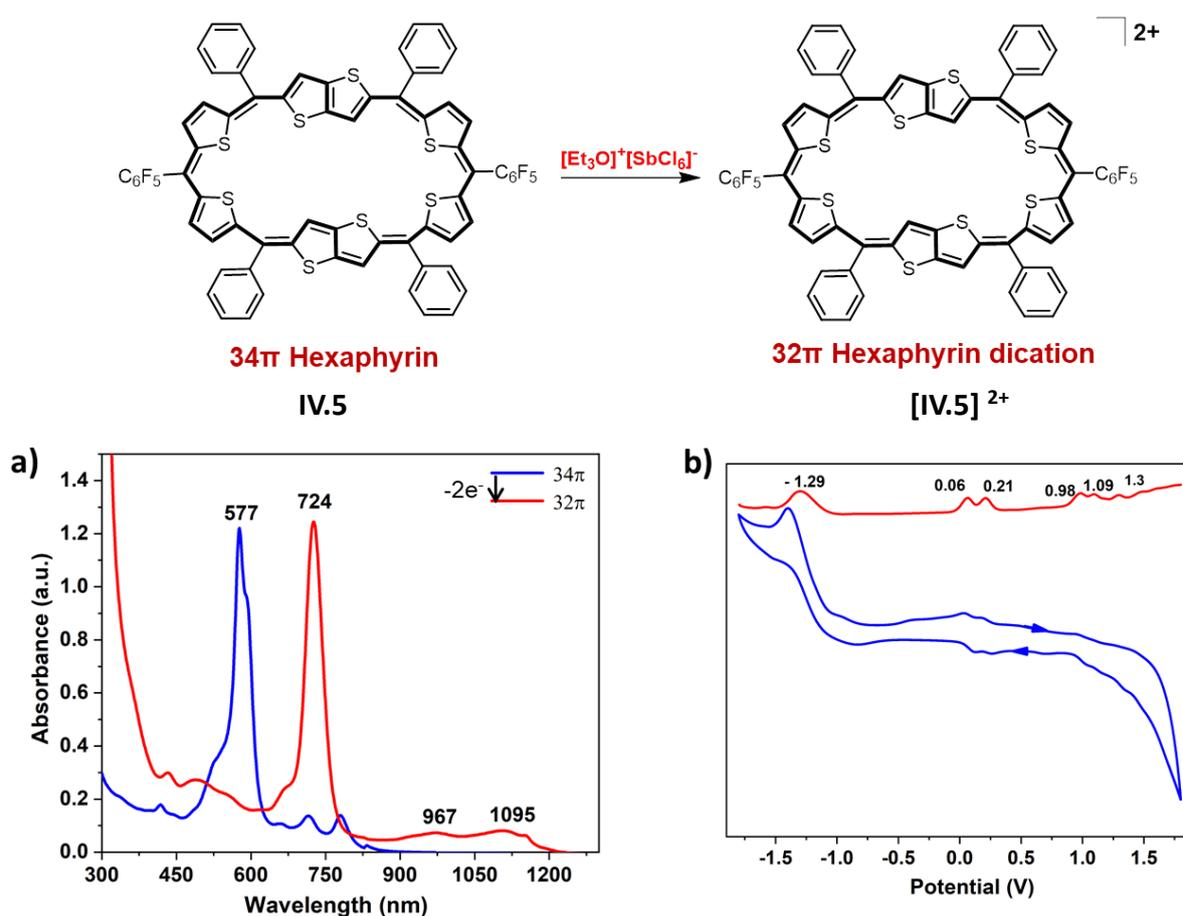 2+
S
S
S
S
C₆F₅
C₆F₅
S
S
S
S
[Et₃O]⁺[SbCl₆]⁻
S
S
S
S
C₆F₅
C₆F₅
S
S
S
S
34π Hexaphyrin
32π Hexaphyrin dication
IV.5
[IV.5] ²⁺
a)
Absorbance (a.u.)
1.4
1.2
1.0
0.8
0.6
0.4
0.2
0.0
577
724
967
1095
-2e⁻
34π
32π
300 450 600 750 900 1050 1200
Wavelength (nm)
b)
- 1.29
0.06
0.21
0.98
1.09
1.3
-1.5 -1.0 -0.5 0.0 0.5 1.0 1.5
Potential (V)